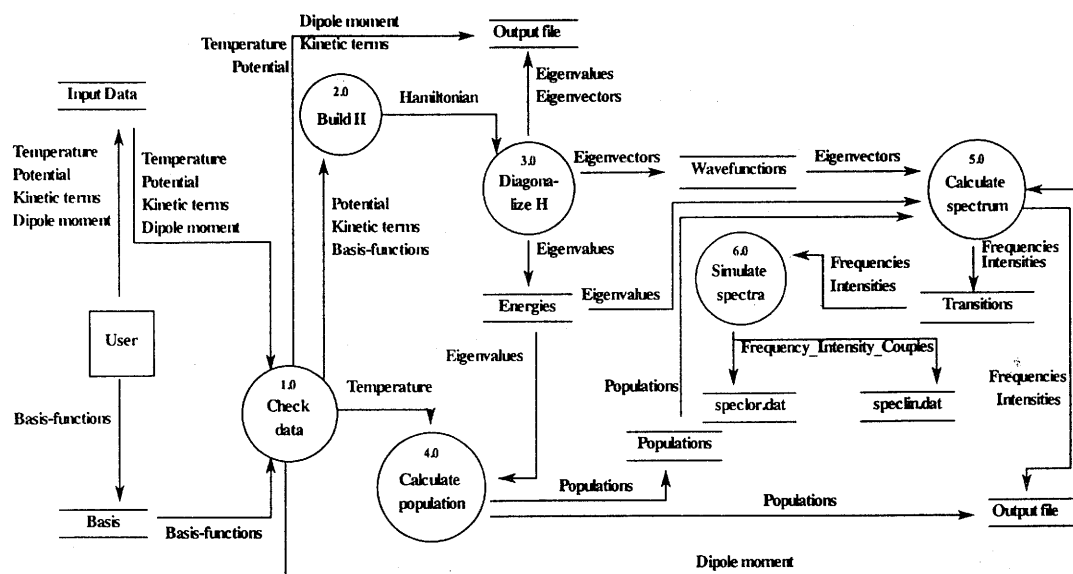 Dipole moment
Temperature
Kinetic terms
Potential
Output file
Input Data
2.0
Build H
Hamiltonian
Eigenvalues
Eigenvectors
3.0
Diagona-
lize H
Eigenvectors
Wavefunctions
Eigenvectors
5.0
Calculate
spectrum
Temperature
Potential
Kinetic terms
Dipole moment
Temperature
Potential
Kinetic terms
Dipole moment
Potential
Kinetic terms
Basis-functions
Eigenvalues
6.0
Simulate
spectra
Frequencies
Intensities
Frequencies
Intensities
Energies
Eigenvalues
Transitions
User
Eigenvalues
Frequency_Intensity_Couples
1.0
Check
data
Temperature
Populations
speclor.dat
speclin.dat
Frequencies
Intensities
Basis-functions
4.0
Calculate
population
Populations
Populations
Populations
Basis
Basis-functions
Output file
Dipole moment